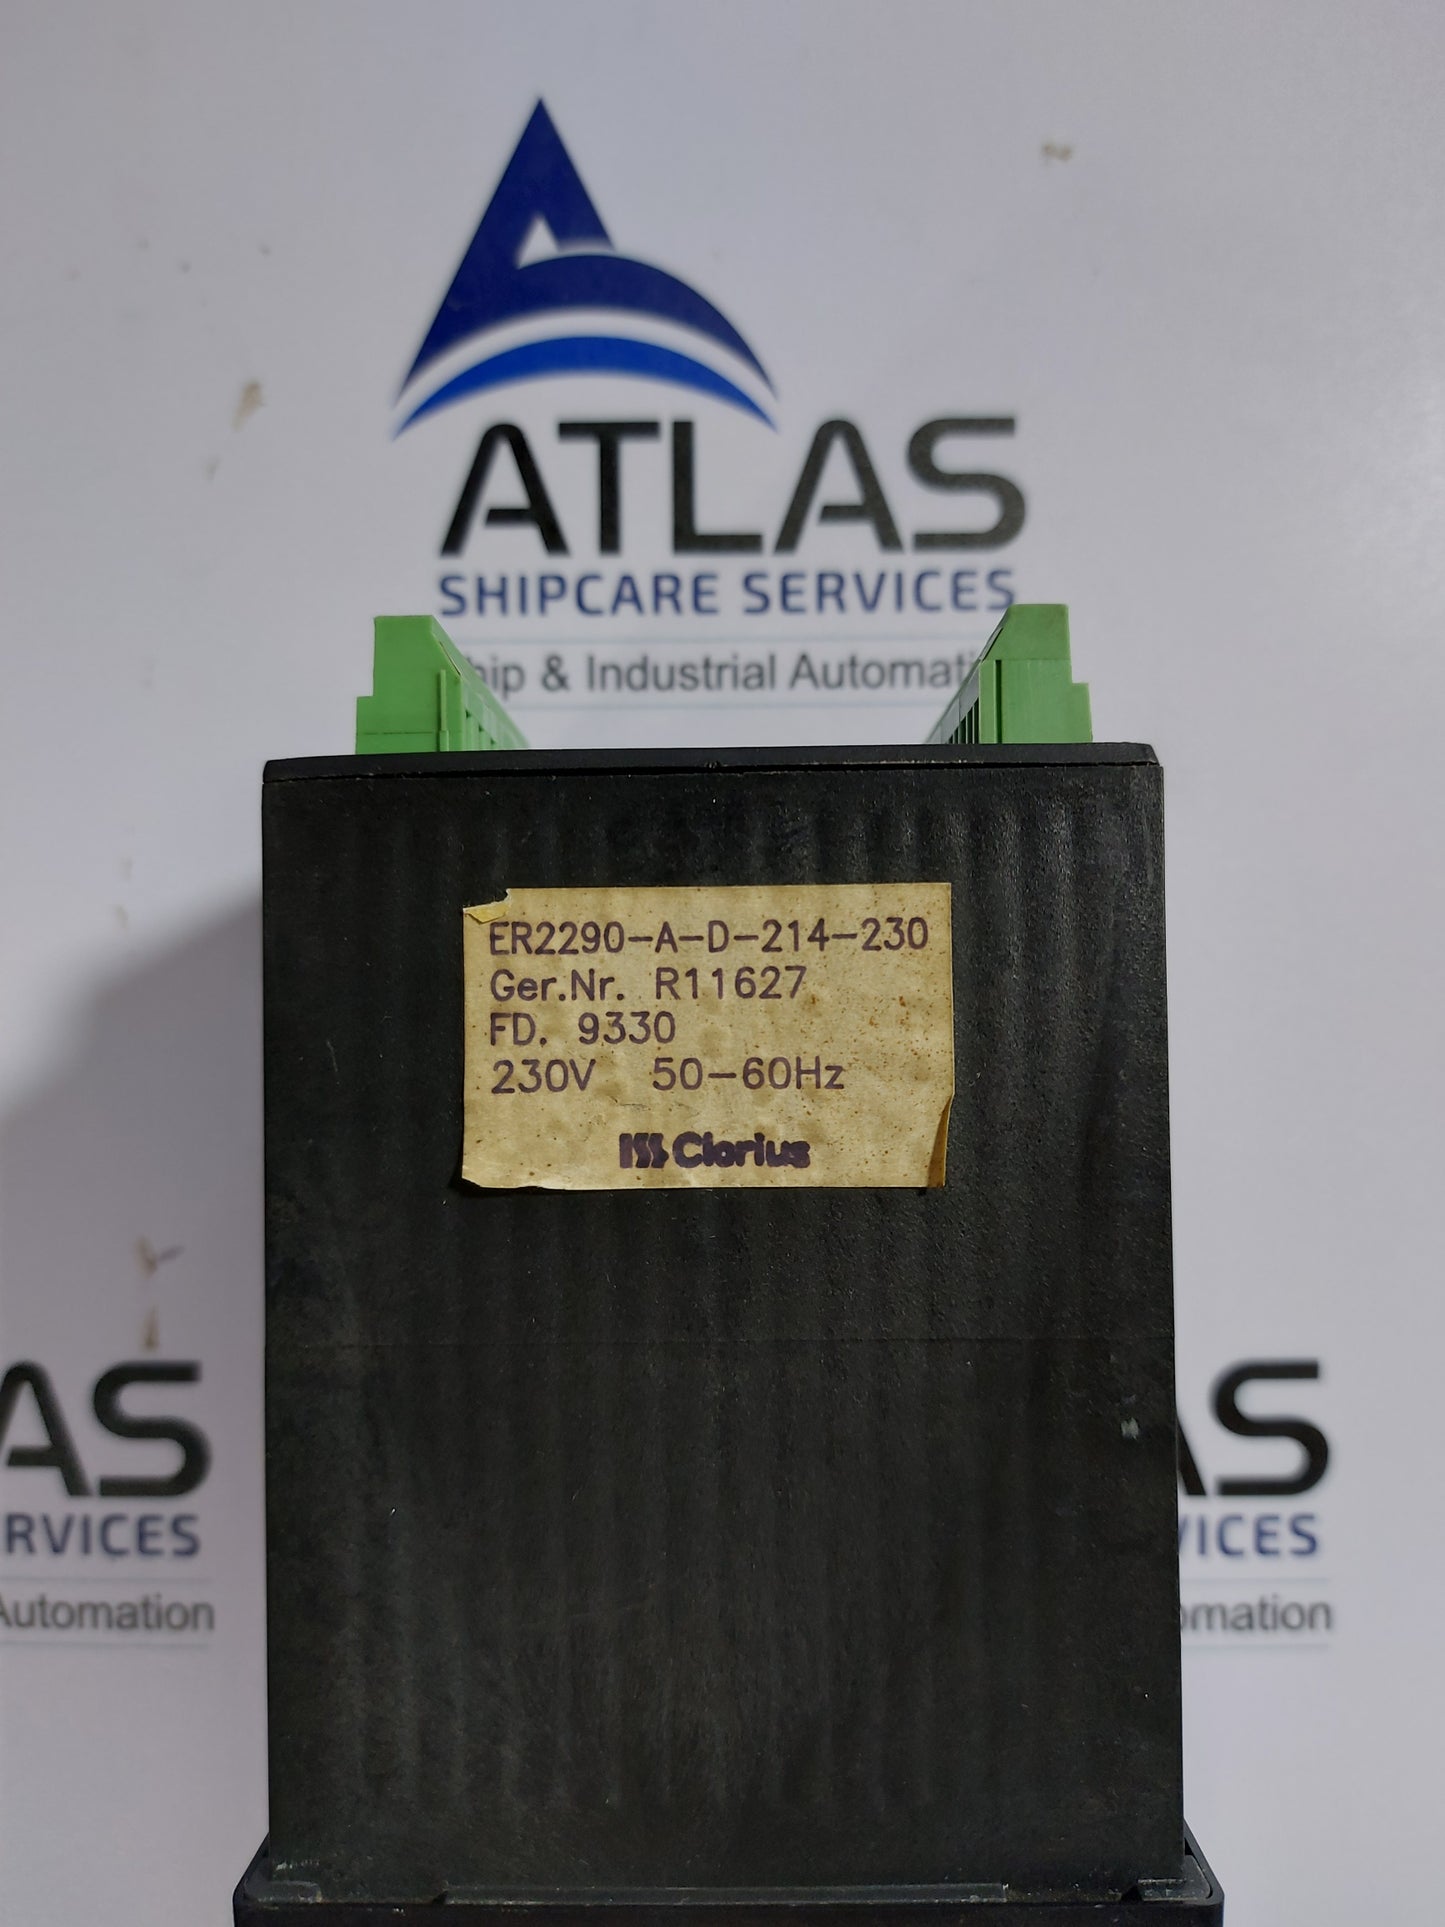 ATLAS
SHIPCARE SERVICES
hip & Industrial Automati
ER2290-A-D-214-230
Ger.Nr. R11627
FD. 9330
230V 50-60Hz
ISS Clorius
AS
RVICES
Automation
AS
VICES
omation